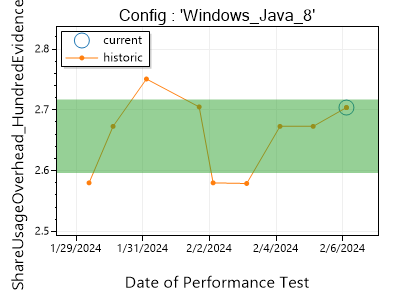 Config : 'Windows_Java_8'
ShareUsageOverhead_HundredEvidence
current
historic
2.8
2.7
2.6
2.5
1/29/2024
1/31/2024
2/2/2024
2/4/2024
2/6/2024
Date of Performance Test